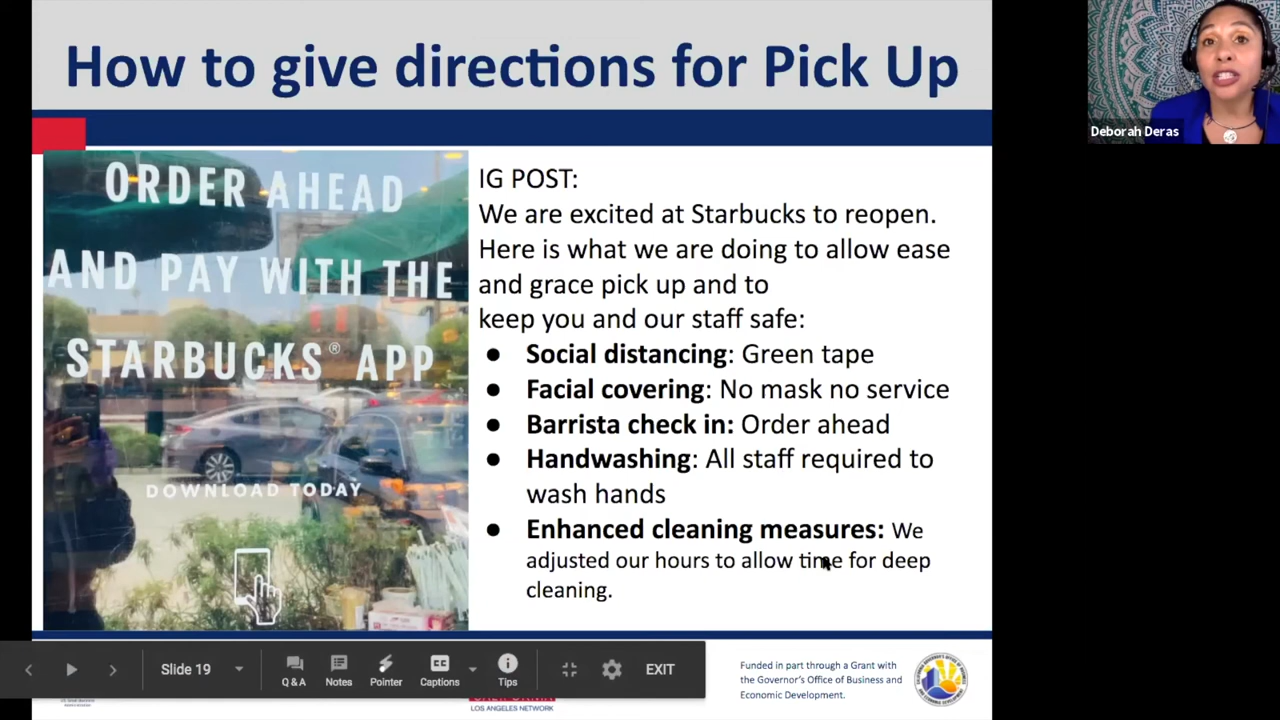 How to give directions for Pick Up
Deborah Deras
ORDER AHEAD
AND PAY WITH THE
STARBUCKS® APP
DOWNLOAD TODAY
IG POST:
We are excited at Starbucks to reopen.
Here is what we are doing to allow ease
and grace pick up and to
keep you and our staff safe:
● Social distancing: Green tape
● Facial covering: No mask no service
● Barrista check in: Order ahead
● Handwashing: All staff required to
wash hands
● Enhanced cleaning measures: We
adjusted our hours to allow time for deep
cleaning.
Slide 19
Q & A
Notes
Pointer
CC
Captions
Tips
EXIT
LOS ANGELES NETWORK
Funded in part through a Grant with
the Governor's Office of Business and
Economic Development.